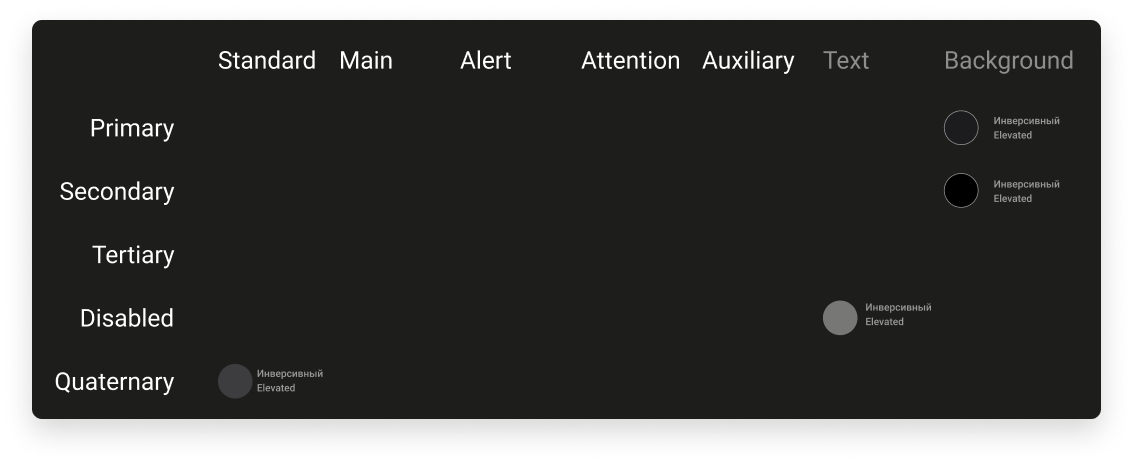 Standard Main Alert Attention Auxiliary Text Background
Primary
Инверсивный
Elevated
Secondary
Инверсивный
Elevated
Tertiary
Disabled
Инверсивный
Elevated
Quaternary
Инверсивный
Elevated